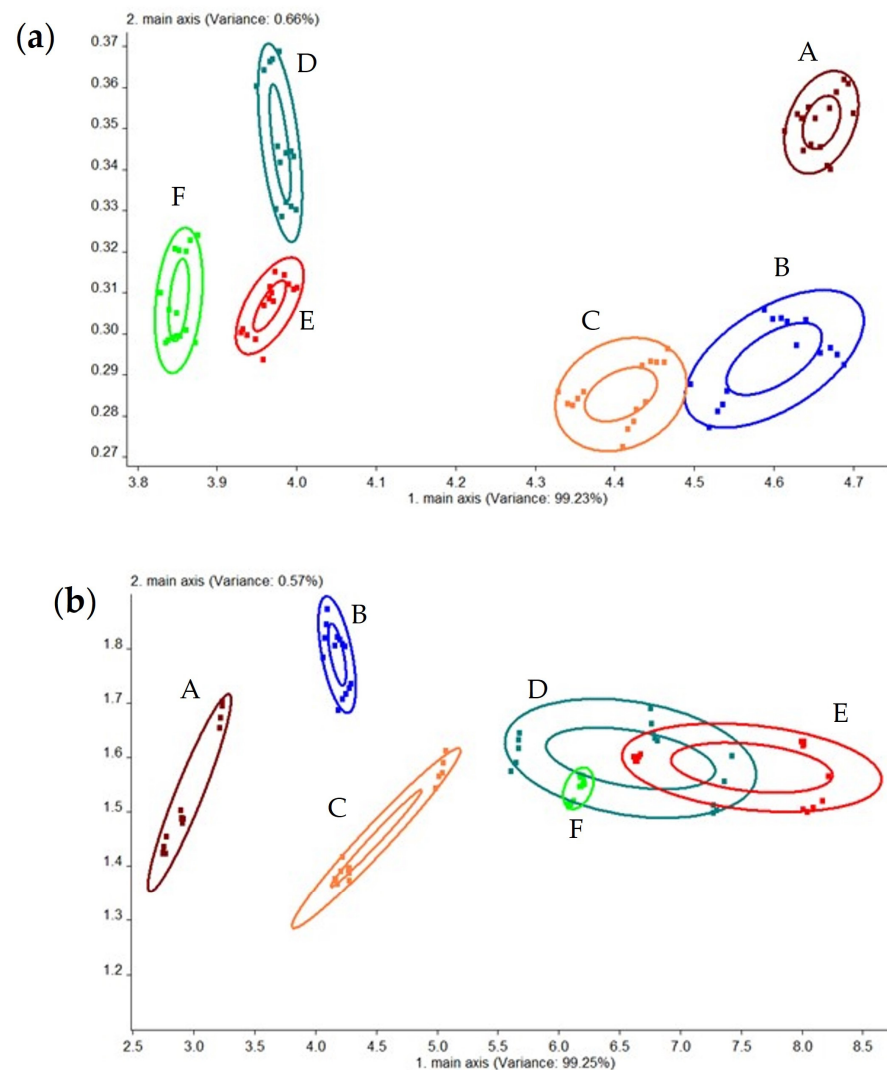 (a)
2. main axis (Variance: 0.66%)
0.37
0.36
0.35
0.34
0.33
0.32
0.31
0.30
0.29
0.28
0.27
D
A
F
E
B
C
3.8 3.9 4.0 4.1 4.2 4.3 4.4 4.5 4.6 4.7
1. main axis (Variance: 99.23%)
(b)
2. main axis (Variance: 0.57%)
1.8
1.7
1.6
1.5
1.4
1.3
1.2
B
A
D
E
C
F
2.5 3.0 3.5 4.0 4.5 5.0 5.5 6.0 6.5 7.0 7.5 8.0 8.5
1. main axis (Variance: 99.25%)